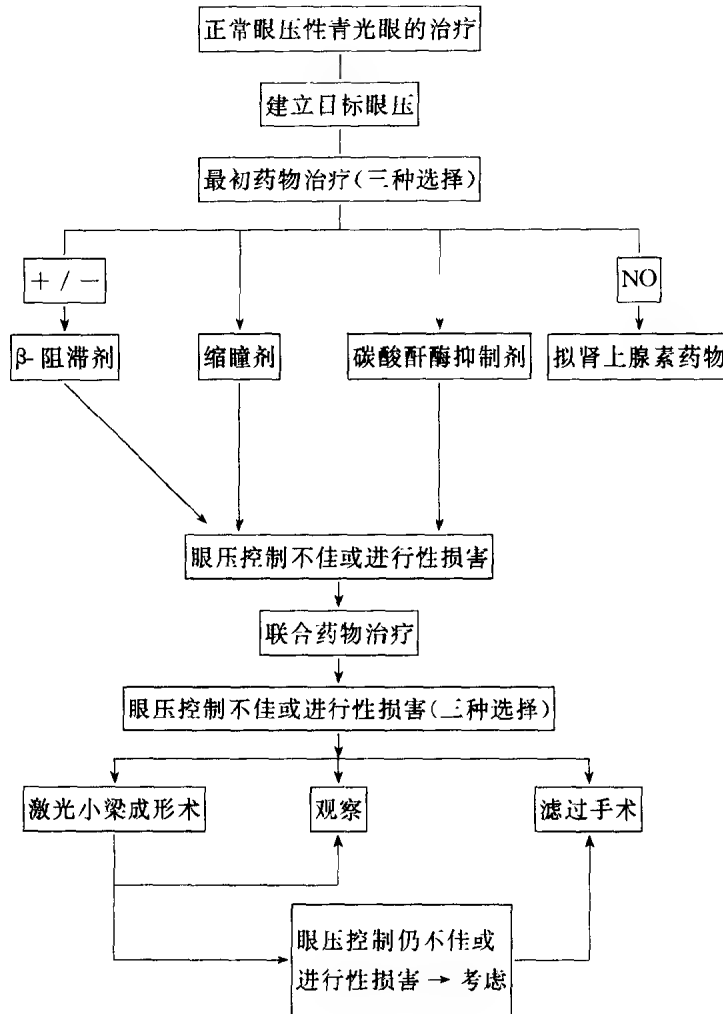 正常眼压性青光眼的治疗
建立目标眼压
最初药物治疗(三种选择)
+ / −
NO
β-阻滞剂
缩瞳剂
碳酸酐酶抑制剂
拟肾上腺素药物
眼压控制不佳或进行性损害
联合药物治疗
眼压控制不佳或进行性损害(三种选择)
激光小梁成形术
观察
滤过手术
眼压控制仍不佳或
进行性损害 → 考虑